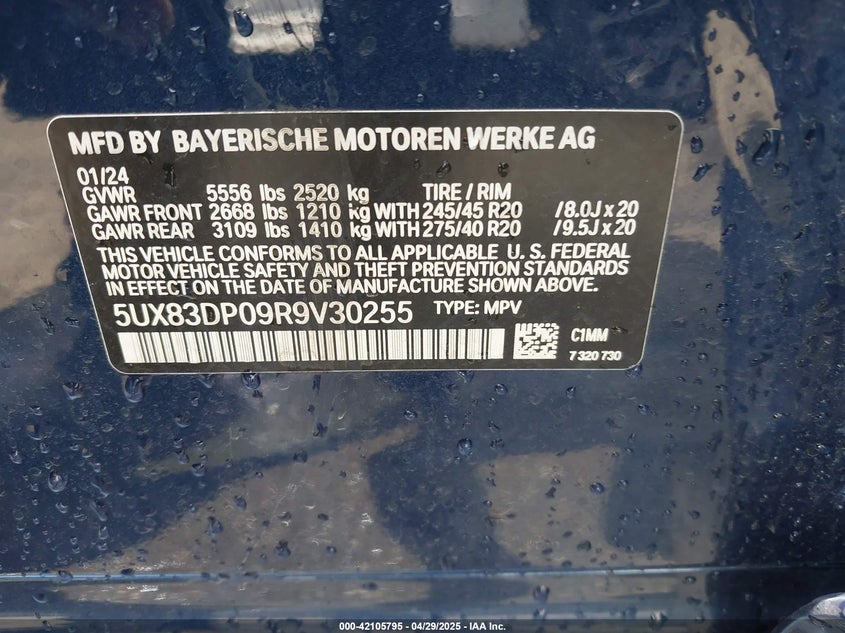 MFD BY BAYERISCHE MOTOREN WERKE AG
01/24
GVWR 5556 lbs 2520 kg TIRE / RIM
GAWR FRONT 2668 lbs 1210 kg WITH 245/45 R20 /8.0J x 20
GAWR REAR 3109 lbs 1410 kg WITH 275/40 R20 /9.5J x 20
THIS VEHICLE CONFORMS TO ALL APPLICABLE U. S. FEDERAL
MOTOR VEHICLE SAFETY AND THEFT PREVENTION STANDARDS
IN EFFECT ON THE DATE OF MANUFACTURE SHOWN ABOVE.
5UX83DP09R9V30255 TYPE: MPV
C1MM
7 320 730
000-42105795 - 04/29/2025 - IAA Inc.